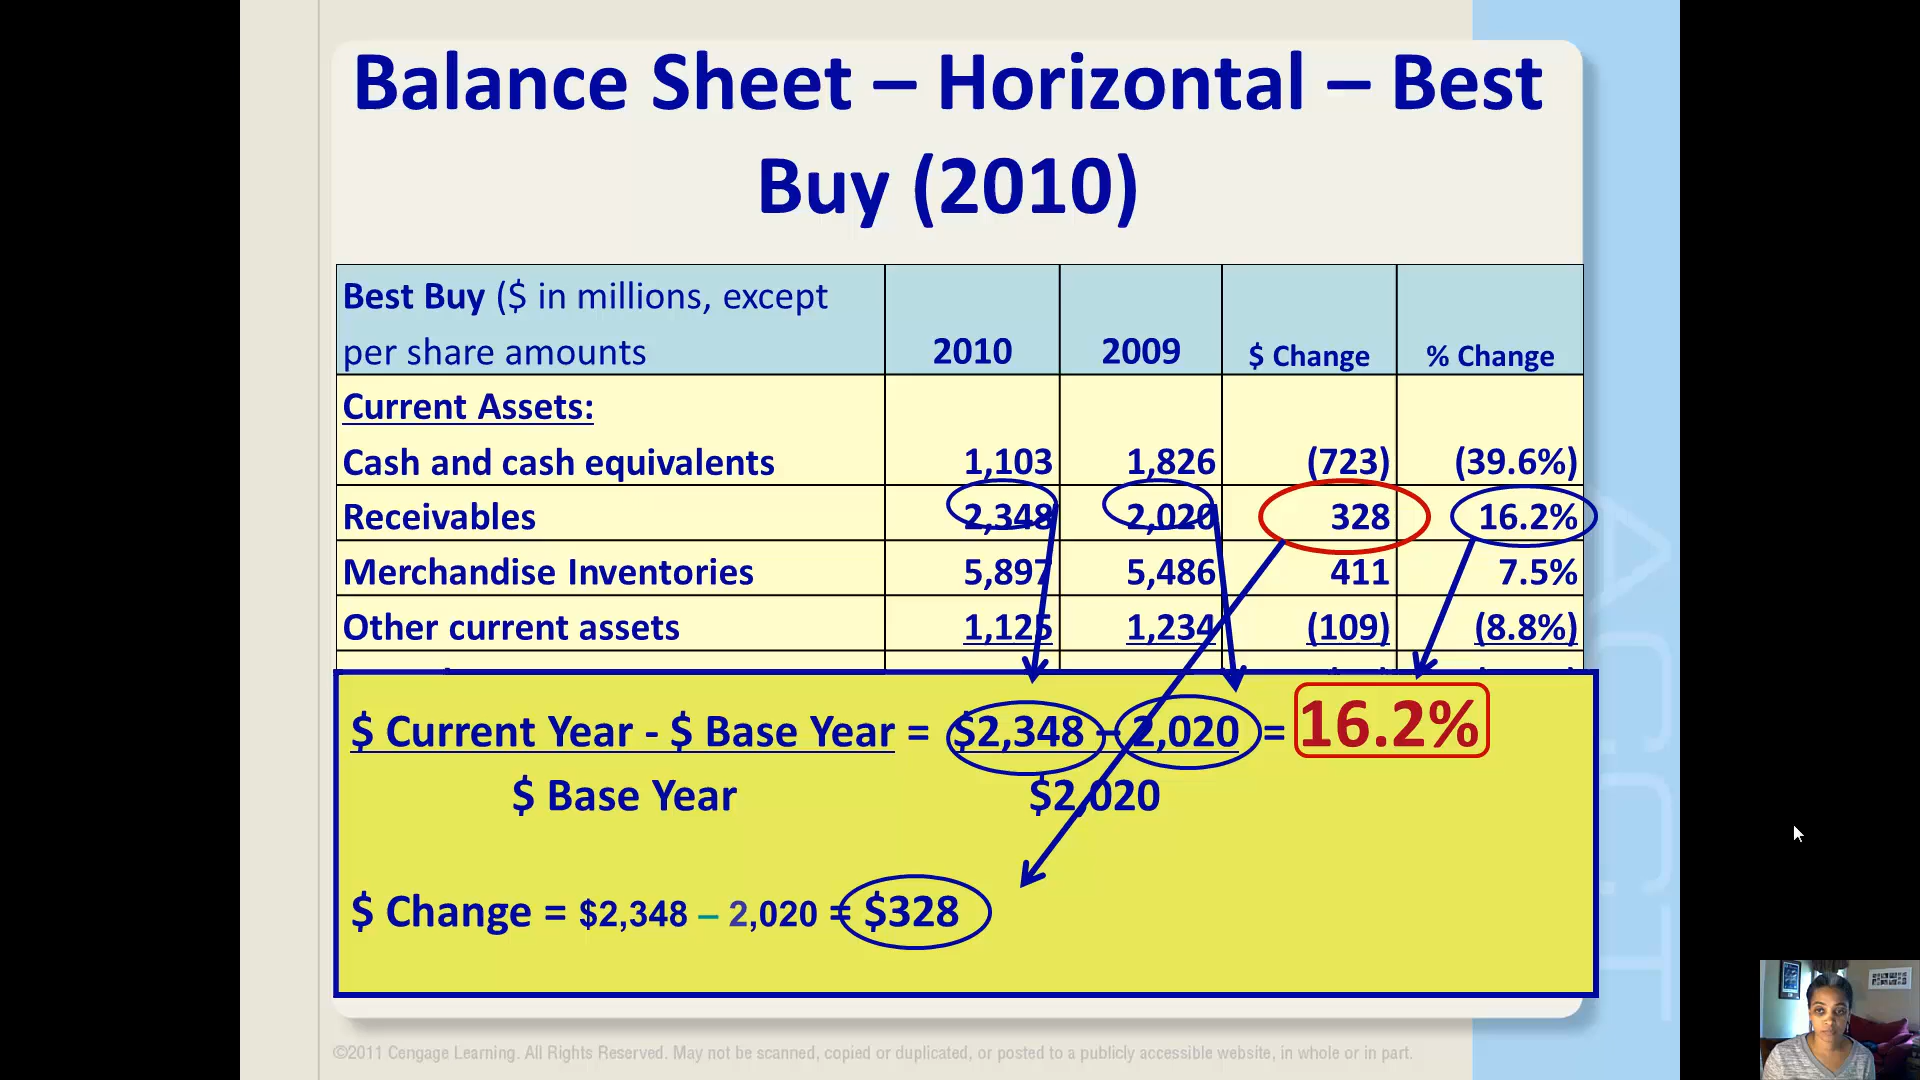 Balance Sheet – Horizontal – Best
Buy (2010)
Best Buy ($ in millions, except
per share amounts 2010 2009 $ Change % Change
Current Assets:
Cash and cash equivalents 1,103 1,826 (723) (39.6%)
Receivables 2,348 2,020 328 16.2%
Merchandise Inventories 5,897 5,486 411 7.5%
Other current assets 1,125 1,234 (109) (8.8%)
$ Current Year - $ Base Year = $2,348 – 2,020 = 16.2%
$ Base Year $2,020
$ Change = $2,348 – 2,020 = $328
©2011 Cengage Learning. All Rights Reserved. May not be scanned, copied or duplicated, or posted to a publicly accessible website, in whole or in part.
ACCT